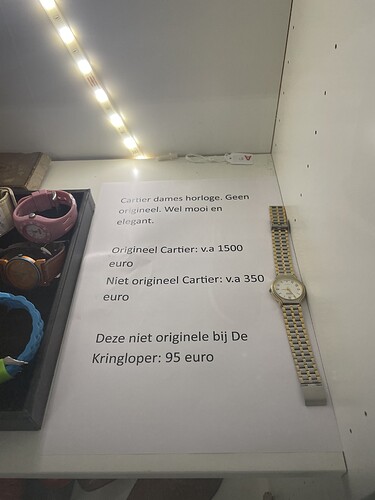 Cartier dames horloge. Geen
origineel. Wel mooi en
elegant.
Origineel Cartier: v.a 1500
euro
Niet origineel Cartier: v.a 350
euro
Deze niet originele bij De
Kringloper: 95 euro